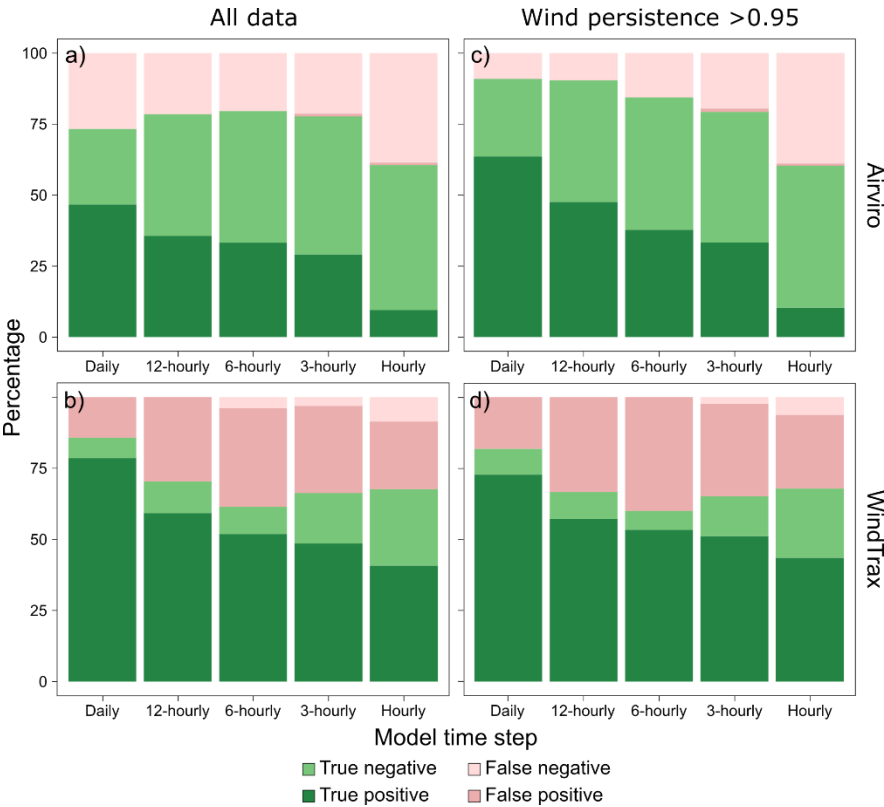 All data
Wind persistence >0.95
a)
c)
100
75
50
25
0
Daily 12-hourly 6-hourly 3-hourly Hourly
Daily 12-hourly 6-hourly 3-hourly Hourly
Airviro
Percentage
b)
d)
75
50
25
0
Daily 12-hourly 6-hourly 3-hourly Hourly
Daily 12-hourly 6-hourly 3-hourly Hourly
WindTrax
Model time step
True negative
False negative
True positive
False positive